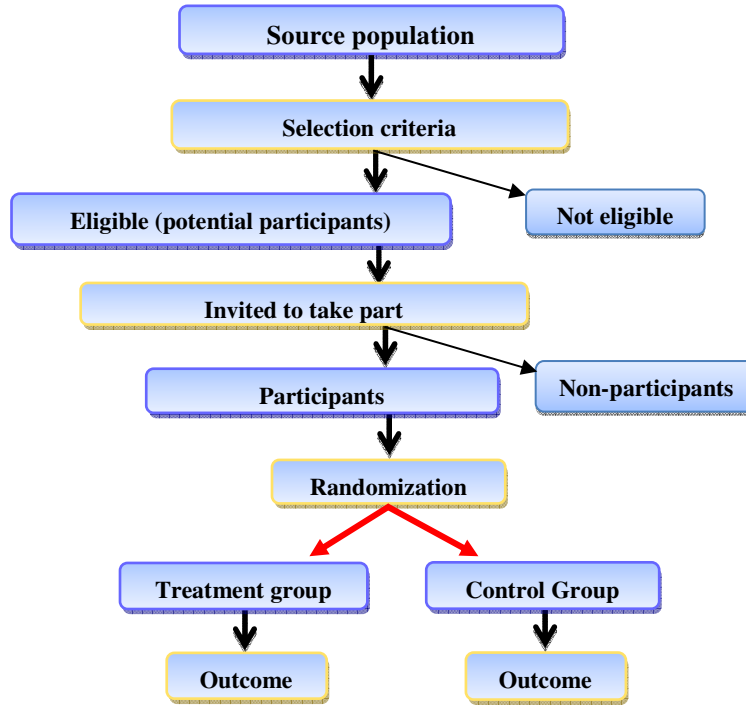 Source population
Selection criteria
Eligible (potential participants)
Not eligible
Invited to take part
Participants
Non-participants
Randomization
Treatment group
Control Group
Outcome
Outcome